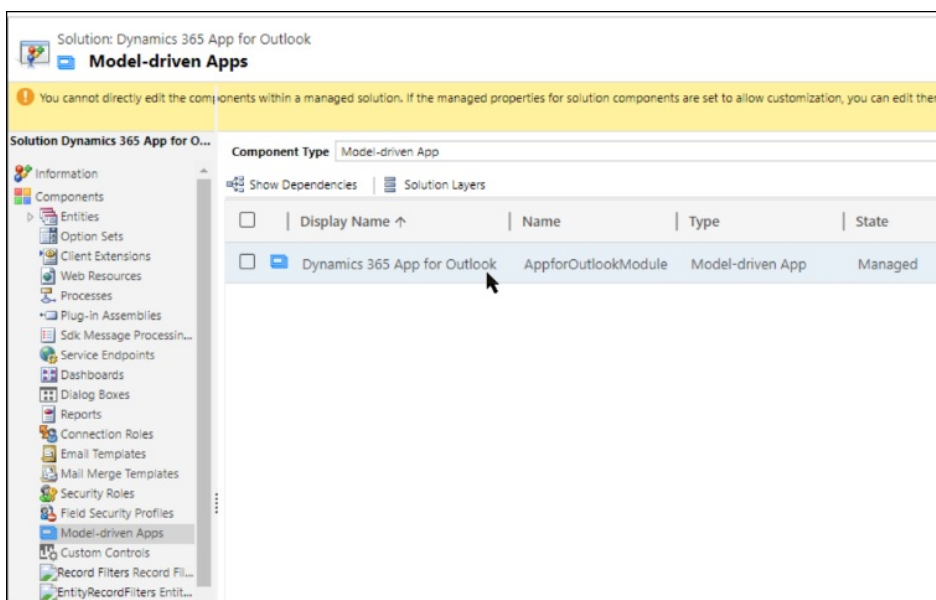 Solution: Dynamics 365 App for Outlook
Model-driven Apps
You cannot directly edit the components within a managed solution. If the managed properties for solution components are set to allow customization, you can edit
Solution Dynamics 365 App for O...
Component Type Model-driven App
Information
Show Dependencies Solution Layers
Components
Entities
Option Sets
Client Extensions
Web Resources
Processes
Plug-in Assemblies
Sdk Message Processin...
Service Endpoints
Dashboards
Dialog Boxes
Reports
Connection Roles
Email Templates
Mail Merge Templates
Security Roles
Field Security Profiles
Model-driven Apps
Custom Controls
Record Filters Record Fil...
EntityRecordFilters Entit...
Display Name ↑ Name Type State
Dynamics 365 App for Outlook AppforOutlookModule Model-driven App Managed